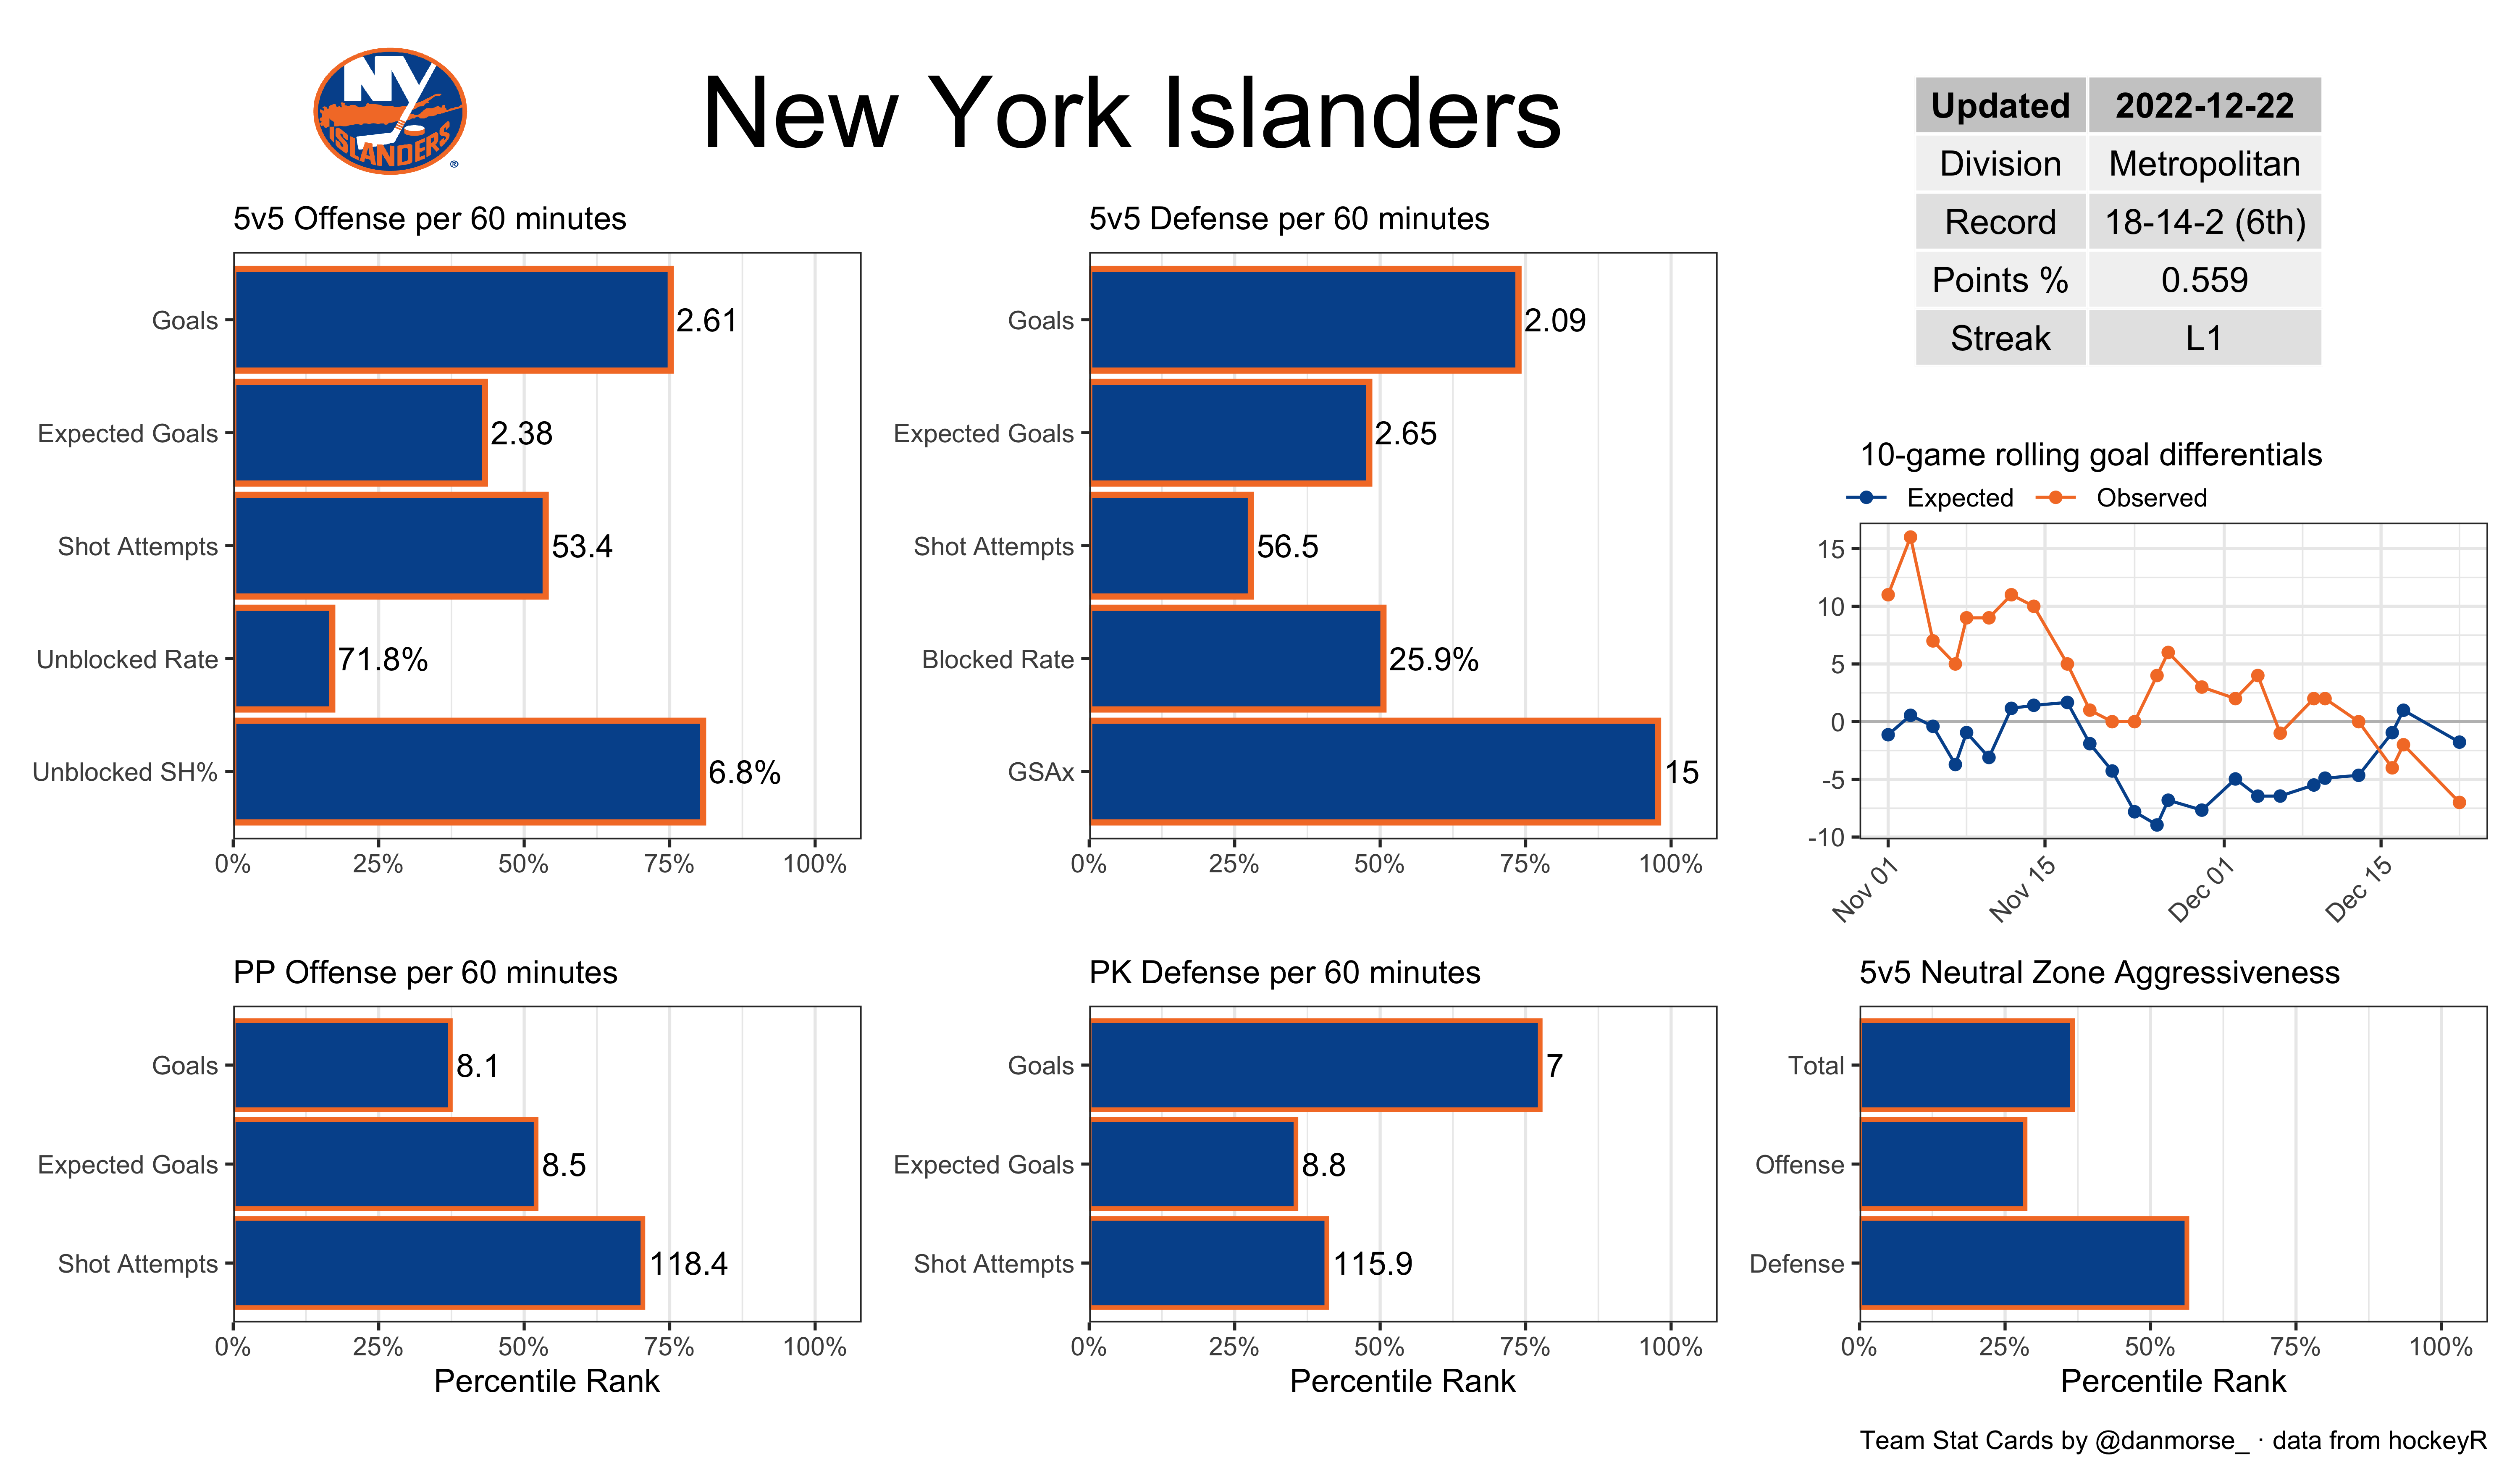 NY
ISLANDERS
®
New York Islanders
Updated 2022-12-22
Division Metropolitan
Record 18-14-2 (6th)
Points % 0.559
Streak L1
5v5 Offense per 60 minutes
Goals 2.61
Expected Goals 2.38
Shot Attempts 53.4
Unblocked Rate 71.8%
Unblocked SH% 6.8%
0% 25% 50% 75% 100%
5v5 Defense per 60 minutes
Goals 2.09
Expected Goals 2.65
Shot Attempts 56.5
Blocked Rate 25.9%
GSAx 15
0% 25% 50% 75% 100%
10-game rolling goal differentials
Expected Observed
15
10
5
0
-5
-10
Nov 01 Nov 15 Dec 01 Dec 15
PP Offense per 60 minutes
Goals 8.1
Expected Goals 8.5
Shot Attempts 118.4
0% 25% 50% 75% 100%
Percentile Rank
PK Defense per 60 minutes
Goals 7
Expected Goals 8.8
Shot Attempts 115.9
0% 25% 50% 75% 100%
Percentile Rank
5v5 Neutral Zone Aggressiveness
Total
Offense
Defense
0% 25% 50% 75% 100%
Percentile Rank
Team Stat Cards by @danmorse_ · data from hockeyR